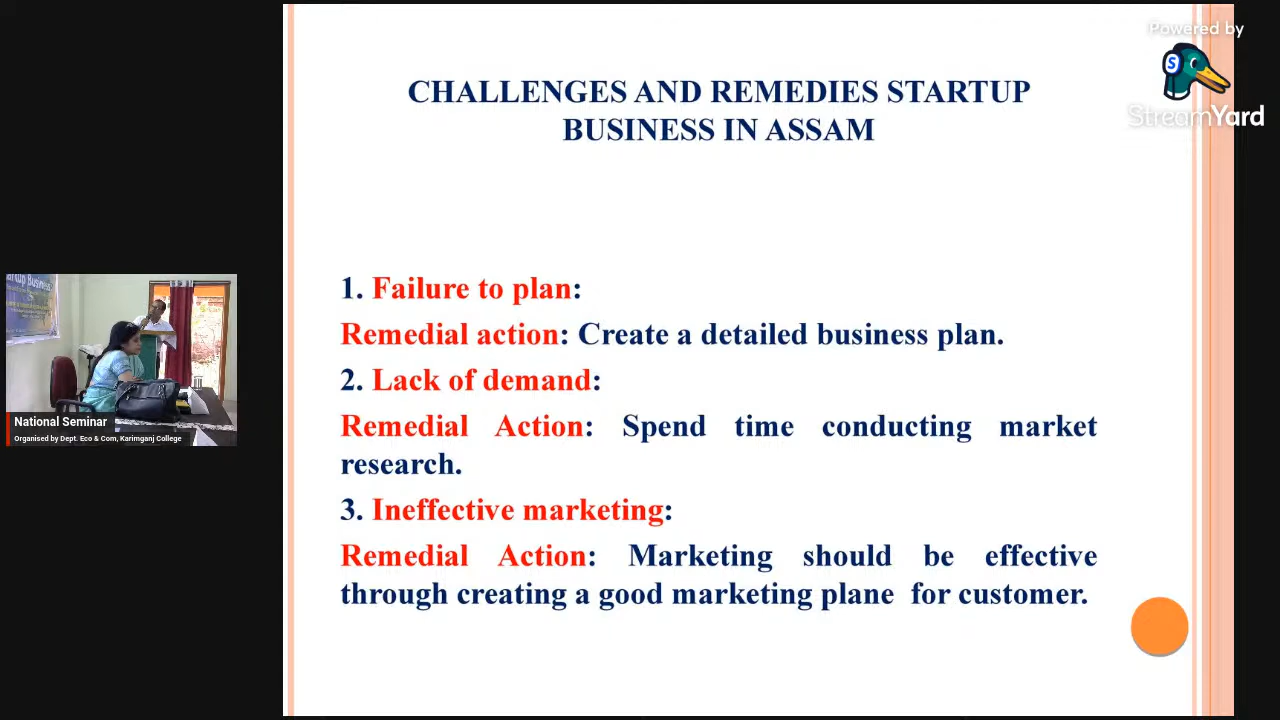 Powered by
StreamYard
CHALLENGES AND REMEDIES STARTUP
BUSINESS IN ASSAM
1. Failure to plan:
Remedial action: Create a detailed business plan.
2. Lack of demand:
Remedial Action: Spend time conducting market
research.
3. Ineffective marketing:
Remedial Action: Marketing should be effective
through creating a good marketing plane for customer.
Business
National Seminar
Organised by Dept. Eco & Com, Karimganj College